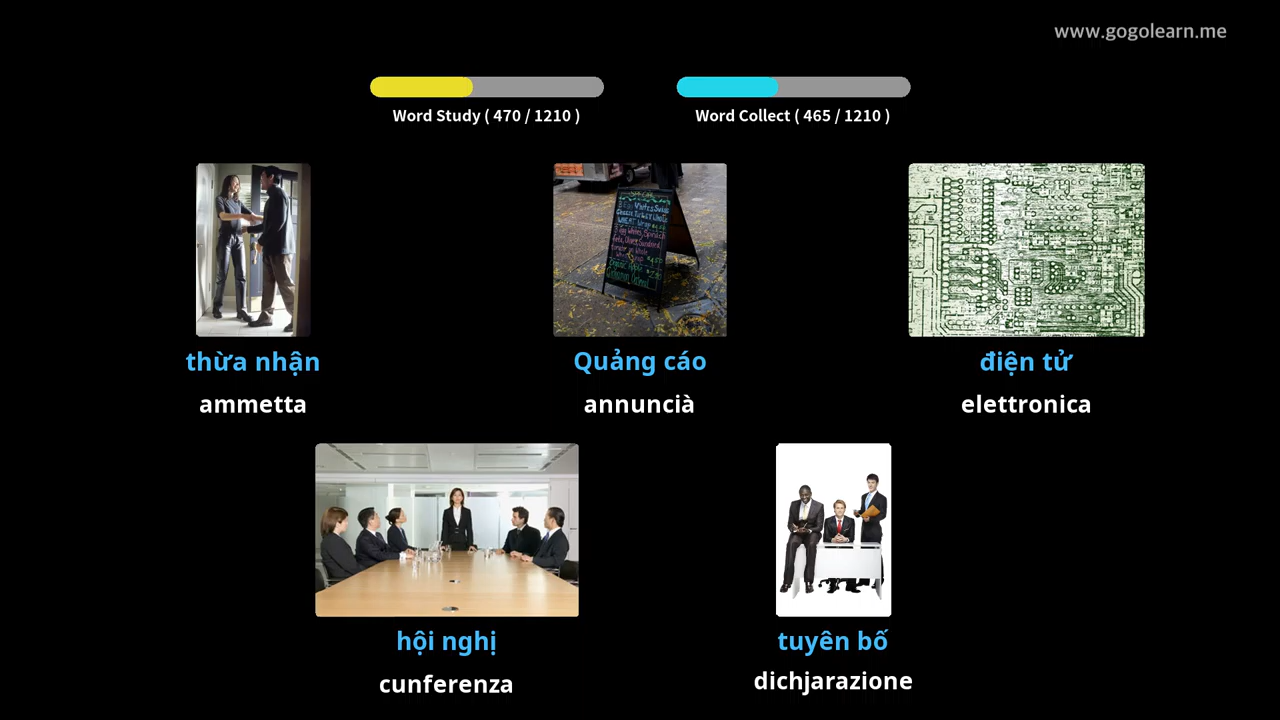 www.gogolearn.me
Word Study ( 470 / 1210 )
Word Collect ( 465 / 1210 )
thừa nhận
ammetta
Quảng cáo
annuncià
điện tử
elettronica
hội nghị
cunferenza
tuyên bố
dichjarazione